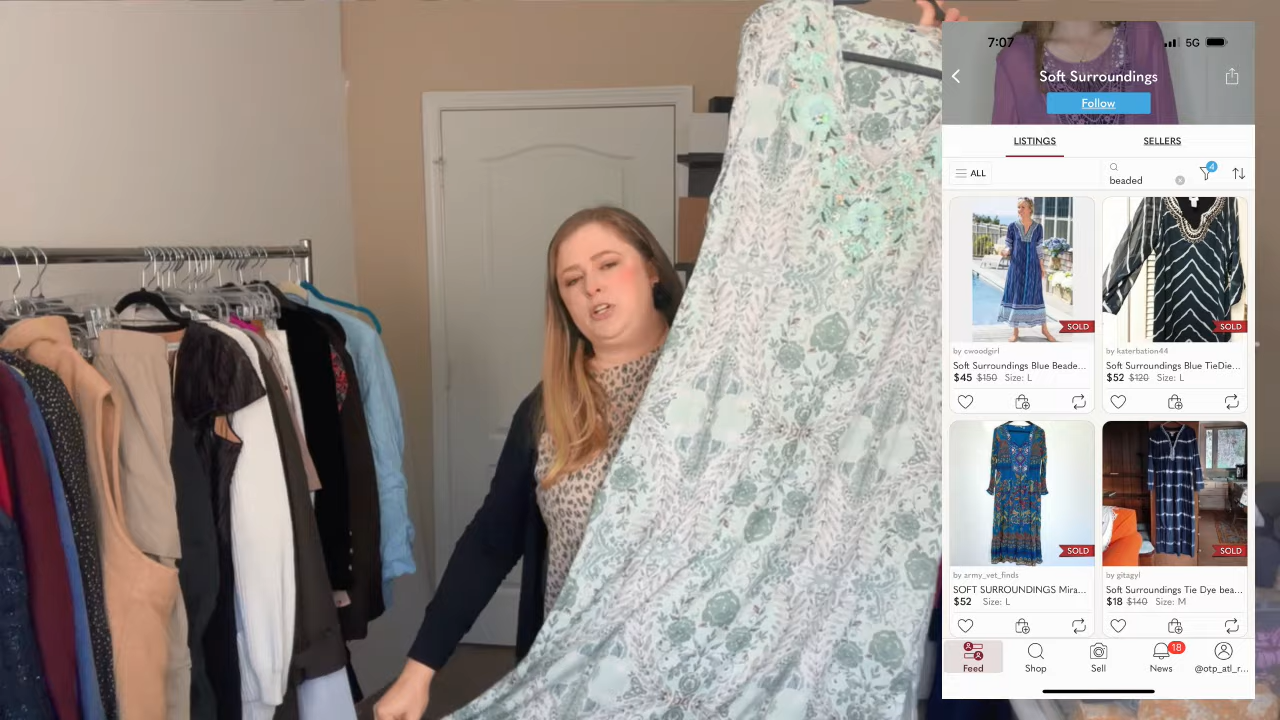 7:07
5G
Soft Surroundings
Follow
LISTINGS
SELLERS
ALL
beaded
4
SOLD
SOLD
by cwoodgirl
by katerbation44
Soft Surroundings Blue Beade...
Soft Surroundings Blue TieDie...
$45 $150 Size: L
$52 $120 Size: L
SOLD
SOLD
by army_vet_finds
by gitagyl
SOFT SURROUNDINGS Mira...
Soft Surroundings Tie Dye bea...
$52 Size: L
$18 $140 Size: M
18
Feed
Shop
Sell
News
@otp_atl_r...